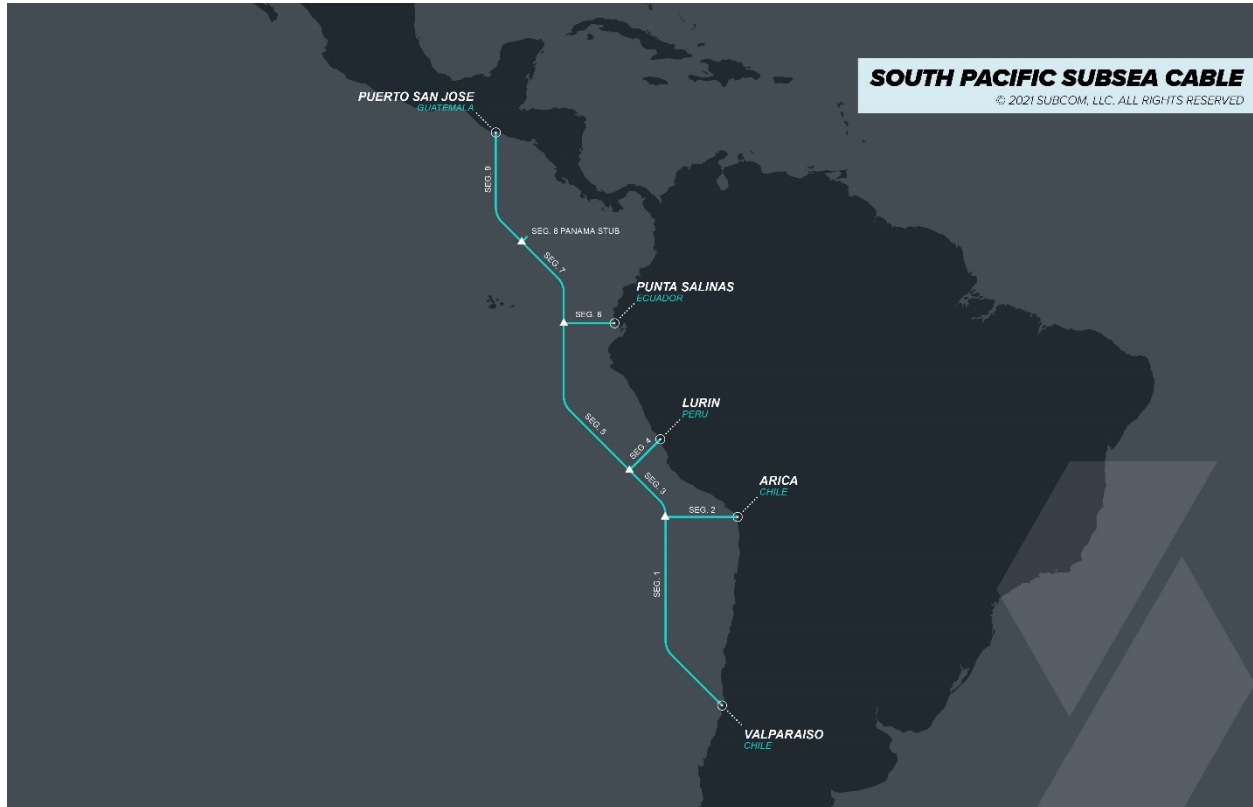 SOUTH PACIFIC SUBSEA CABLE
© 2021 SUBCOM, LLC. ALL RIGHTS RESERVED
PUERTO SAN JOSE
GUATEMALA
SEG. 9
SEG. 8 PANAMA STUB
SEG. 7
PUNTA SALINAS
ECUADOR
SEG. 6
LURIN
PERU
SEG. 5
SEG. 4
SEG. 3
ARICA
CHILE
SEG. 2
SEG. 1
VALPARAISO
CHILE